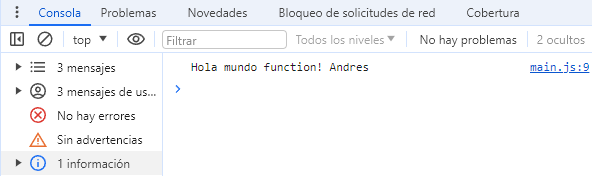 Consola Problemas Novedades Bloqueo de solicitudes de red Cobertura
top Filtrar Todos los niveles No hay problemas 2 ocultos
3 mensajes
3 mensajes de us...
No hay errores
Sin advertencias
1 información
Hola mundo function! Andres main.js:9